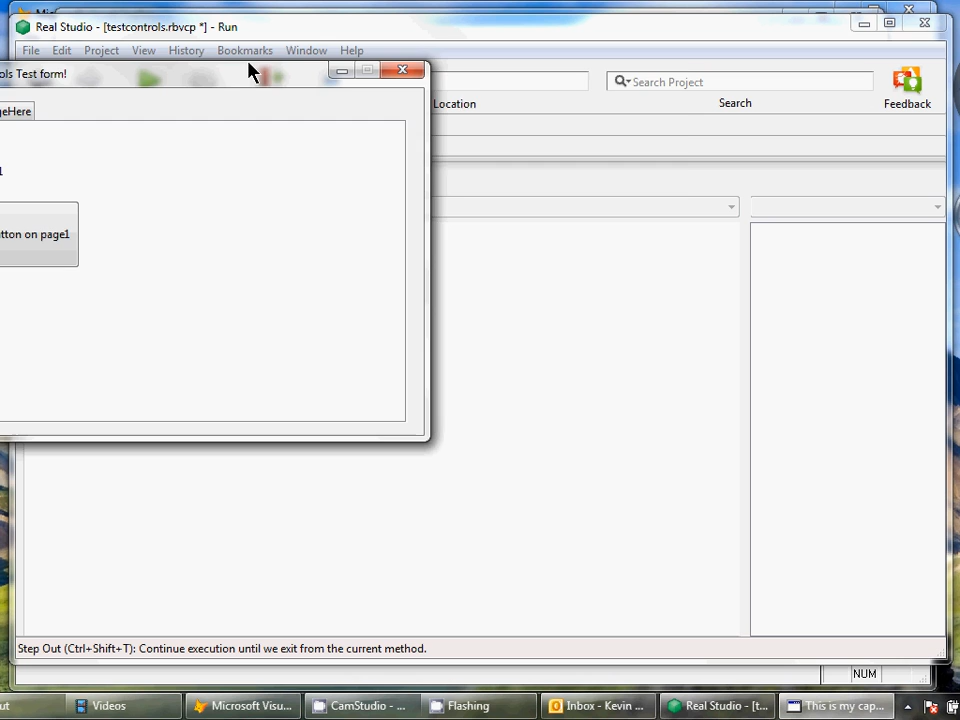 Real Studio - [testcontrols.rbvcp *] - Run
File Edit Project View History Bookmarks Window Help
ols Test form!
Search Project
Location
Search
Feedback
geHere
1
tton on page1
Step Out (Ctrl+Shift+T): Continue execution until we exit from the current method.
NUM
ut
Videos
Microsoft Visu...
CamStudio - ...
Flashing
Inbox - Kevin ...
Real Studio - [t...
This is my cap...